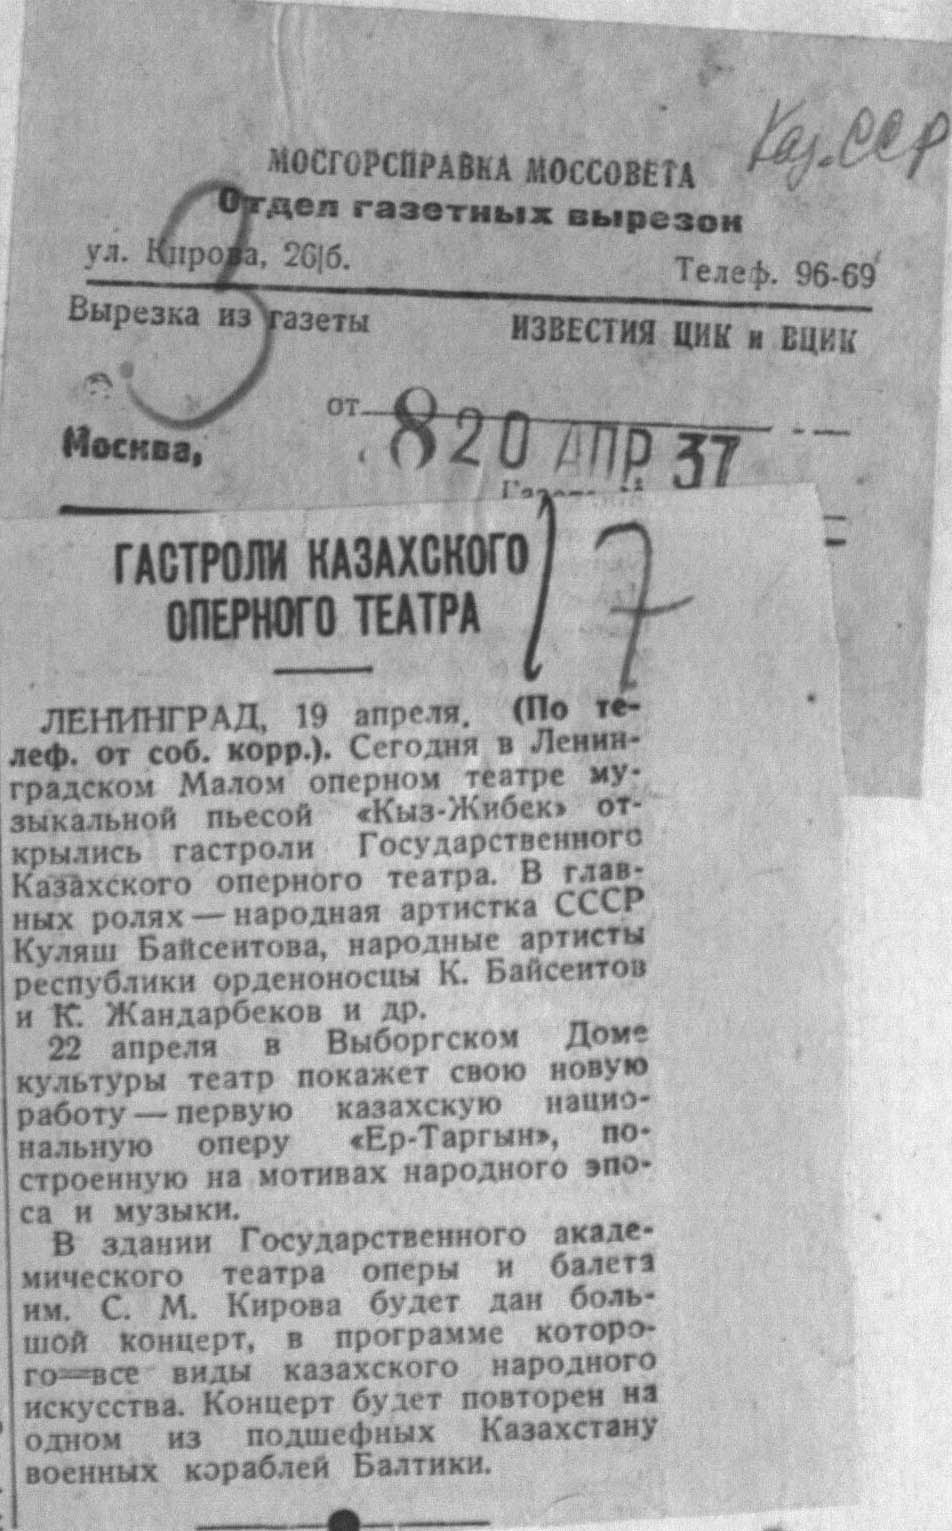 Каз. ССР
МОСГОРСПРАВКА МОССОВЕТА
Отдел газетных вырезок
ул. Кирова, 26/б.
Телеф. 96-69
3
Вырезка из газеты
ИЗВЕСТИЯ ЦИК и ВЦИК
от
8 20 АПР 37
Москва,
7
ГАСТРОЛИ КАЗАХСКОГО
ОПЕРНОГО ТЕАТРА
ЛЕНИНГРАД, 19 апреля. (По те-
леф. от соб. корр.). Сегодня в Ленин-
градском Малом оперном театре му-
зыкальной пьесой «Кыз-Жибек» от-
крылись гастроли Государственного
Казахского оперного театра. В глав-
ных ролях — народная артистка СССР
Куляш Байсеитова, народные артисты
республики орденоносцы К. Байсеитов
и К. Жандарбеков и др.
22 апреля в Выборгском Доме
культуры театр покажет свою новую
работу — первую казахскую нацио-
нальную оперу «Ер-Таргын», по-
строенную на мотивах народного эпо-
са и музыки.
В здании Государственного акаде-
мического театра оперы и балета
им. С. М. Кирова будет дан боль-
шой концерт, в программе которо-
го—все виды казахского народного
искусства. Концерт будет повторен на
одном из подшефных Казахстану
военных кораблей Балтики.